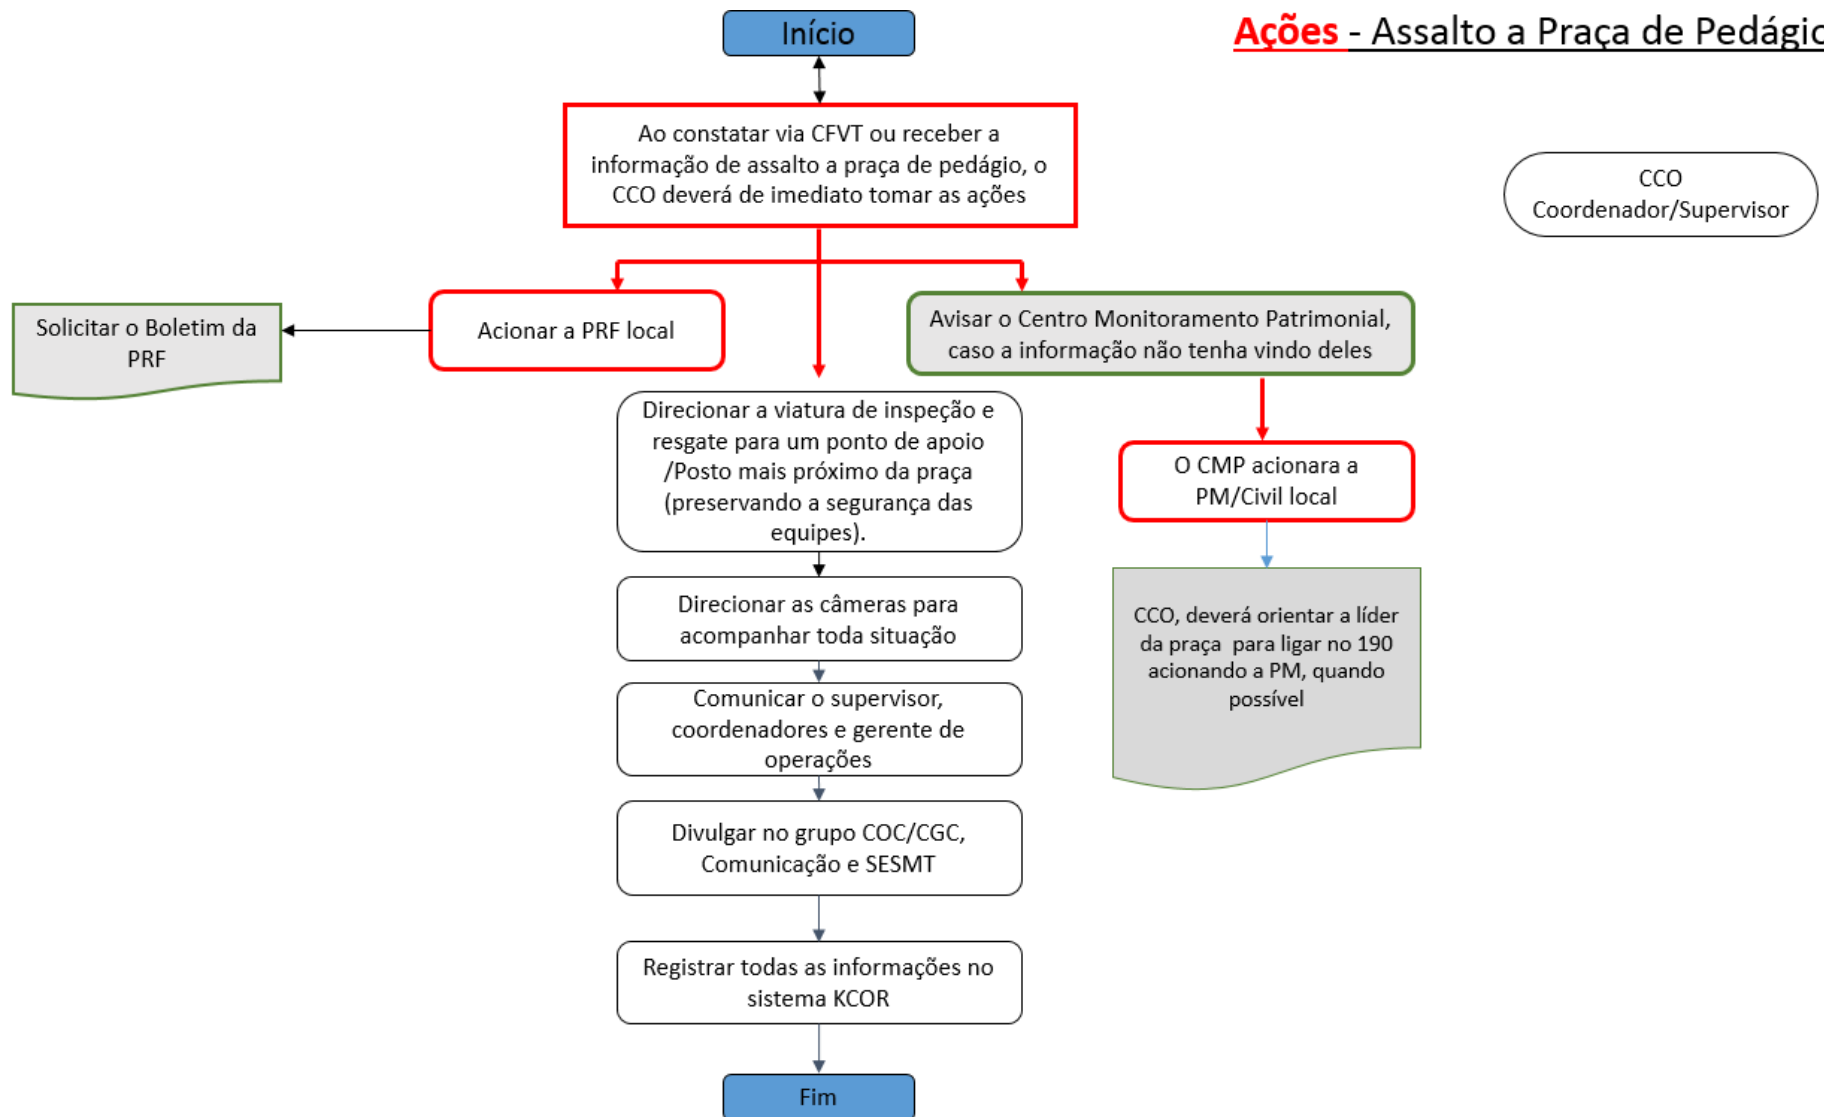 Início
Ações - Assalto a Praça de Pedágio
Ao constatar via CFVT ou receber a
informação de assalto a praça de pedágio, o
CCO deverá de imediato tomar as ações
CCO
Coordenador/Supervisor
Solicitar o Boletim da
PRF
Acionar a PRF local
Avisar o Centro Monitoramento Patrimonial,
caso a informação não tenha vindo deles
Direcionar a viatura de inspeção e
resgate para um ponto de apoio
/Posto mais próximo da praça
(preservando a segurança das
equipes).
O CMP acionara a
PM/Civil local
Direcionar as câmeras para
acompanhar toda situação
CCO, deverá orientar a líder
da praça para ligar no 190
acionando a PM, quando
possível
Comunicar o supervisor,
coordenadores e gerente de
operações
Divulgar no grupo COC/CGC,
Comunicação e SESMT
Registrar todas as informações no
sistema KCOR
Fim